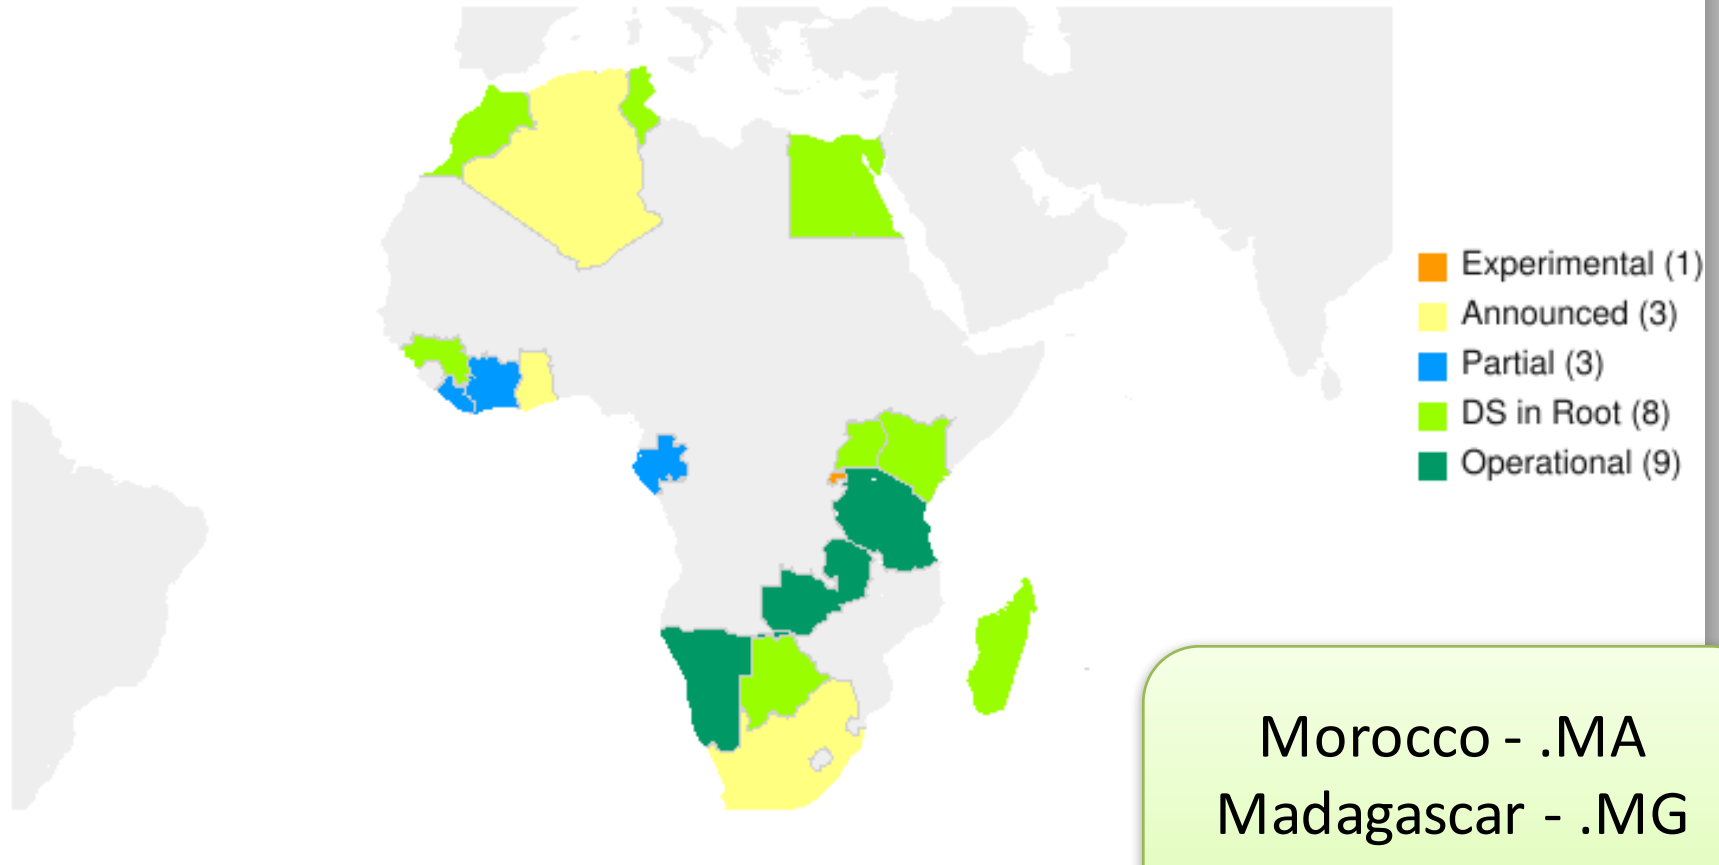 Experimental (1)
Announced (3)
Partial (3)
DS in Root (8)
Operational (9)
Morocco - .MA
Madagascar - .MG